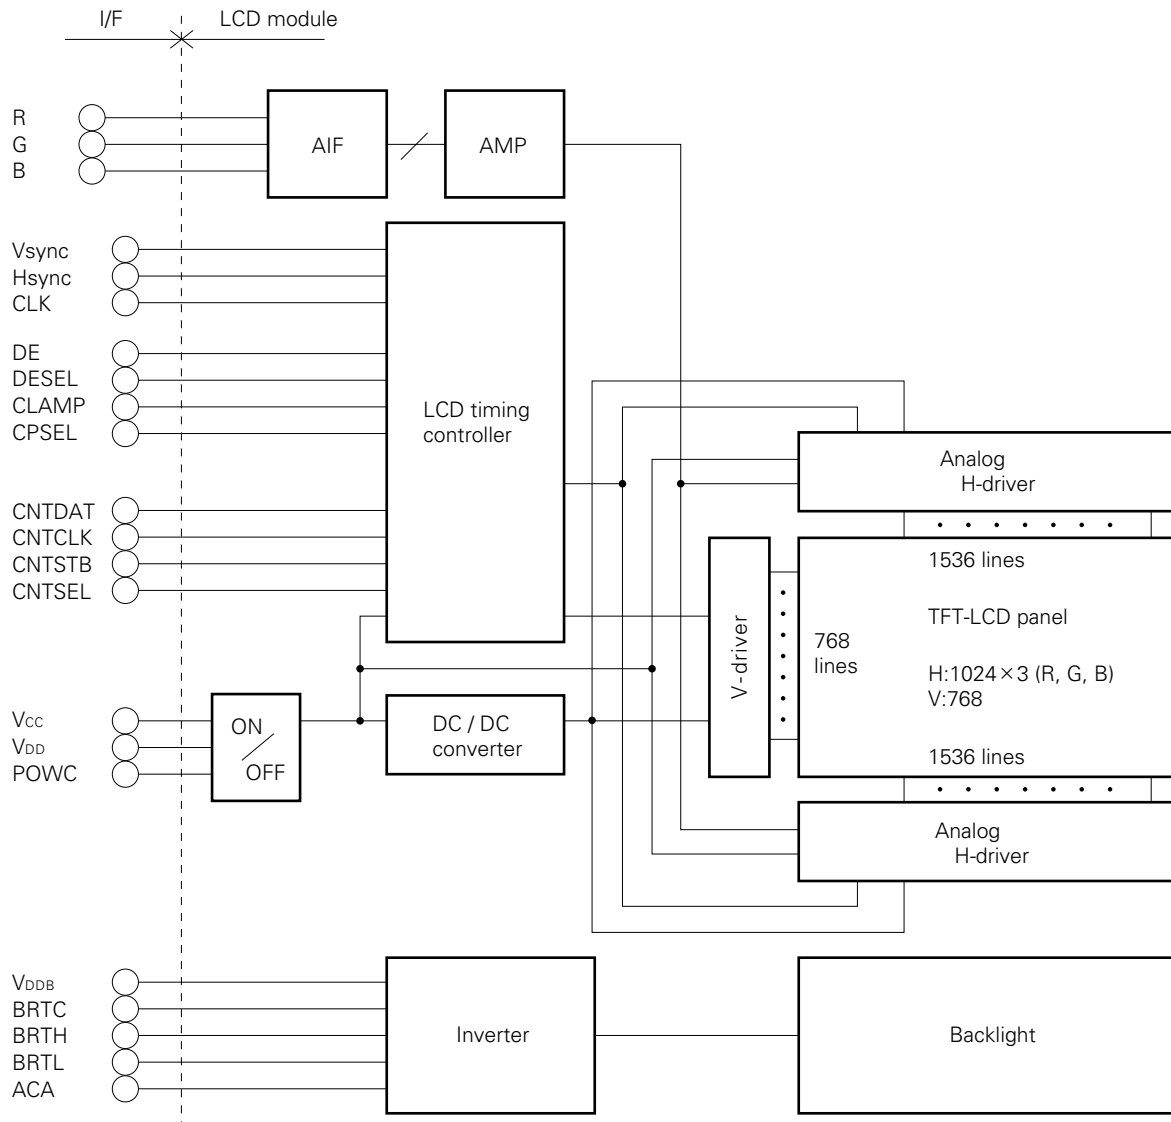 I/F
LCD module
R
G
B
AIF
AMP
Vsync
Hsync
CLK
DE
DESEL
CLAMP
CPSEL
LCD timing
controller
CNTDAT
CNTCLK
CNTSTB
CNTSEL
Analog
H-driver
1536 lines
TFT-LCD panel
768
lines
H:1024×3 (R, G, B)
V:768
1536 lines
V-driver
VCC
VDD
POWC
ON
OFF
DC / DC
converter
Analog
H-driver
VDDB
BRTC
BRTH
BRTL
ACA
Inverter
Backlight